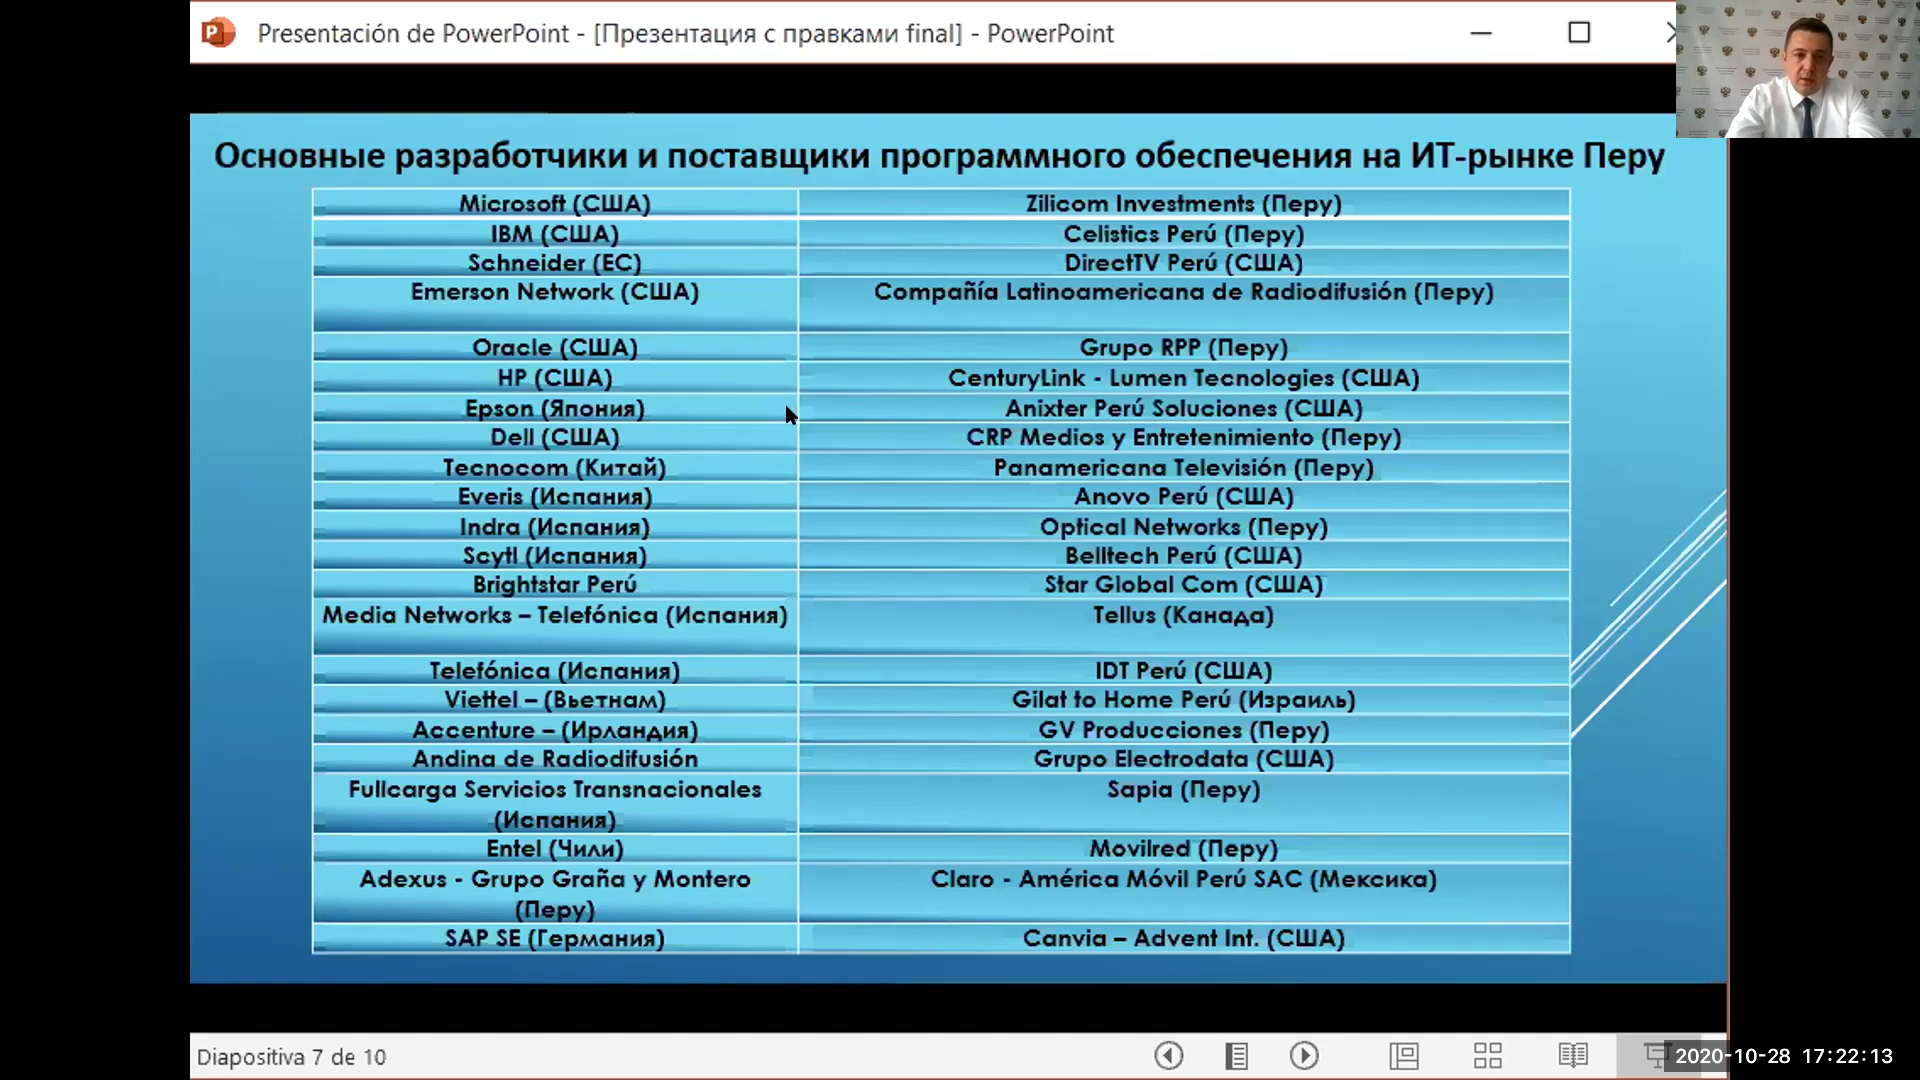 Presentación de PowerPoint - [Презентация с правками final] - PowerPoint
Основные разработчики и поставщики программного обеспечения на ИТ-рынке Перу
Microsoft (США)
Zilicom Investments (Перу)
IBM (США)
Celistics Perú (Перу)
Schneider (ЕС)
DirectTV Perú (США)
Emerson Network (США)
Compañía Latinoamericana de Radiodifusión (Перу)
Oracle (США)
Grupo RPP (Перу)
HP (США)
CenturyLink - Lumen Tecnologies (США)
Epson (Япония)
Anixter Perú Soluciones (США)
Dell (США)
CRP Medios y Entretenimiento (Перу)
Tecnocom (Китай)
Panamericana Televisión (Перу)
Everis (Испания)
Anovo Perú (США)
Indra (Испания)
Optical Networks (Перу)
Scytl (Испания)
Belltech Perú (США)
Brightstar Perú
Star Global Com (США)
Media Networks – Telefónica (Испания)
Tellus (Канада)
Telefónica (Испания)
IDT Perú (США)
Viettel – (Вьетнам)
Gilat to Home Perú (Израиль)
Accenture – (Ирландия)
GV Producciones (Перу)
Andina de Radiodifusión
Grupo Electrodata (США)
Fullcarga Servicios Transnacionales
(Испания)
Sapia (Перу)
Entel (Чили)
Movilred (Перу)
Adexus - Grupo Graña y Montero
(Перу)
Claro - América Móvil Perú SAC (Мексика)
SAP SE (Германия)
Canvia – Advent Int. (США)
Diapositiva 7 de 10
2020-10-28 17:22:13